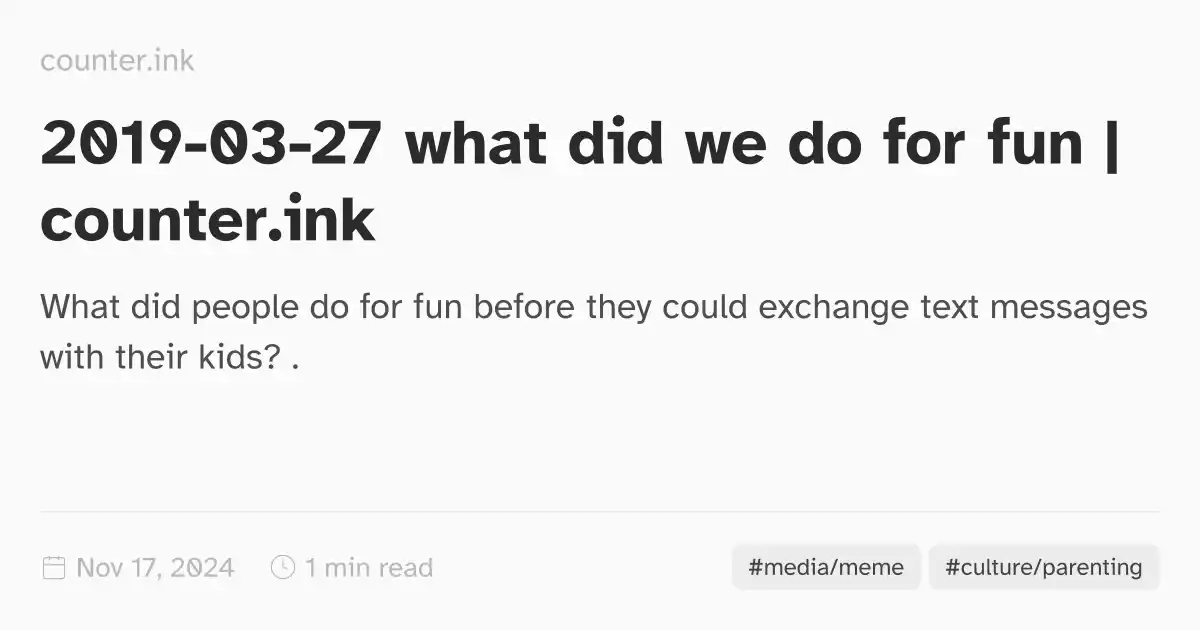 counter.ink
2019-03-27 what did we do for fun |
counter.ink
What did people do for fun before they could exchange text messages
with their kids? .
Nov 17, 2024 1 min read #media/meme #culture/parenting